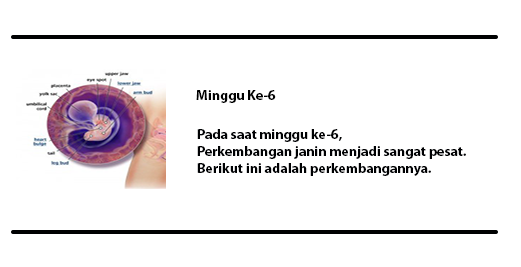 upper jaw
eye spot
placenta
lower jaw
yolk sac
arm bud
umbilical
cord
heart
bulge
tail
leg bud
Minggu Ke-6
Pada saat minggu ke-6,
Perkembangan janin menjadi sangat pesat.
Berikut ini adalah perkembangannya.